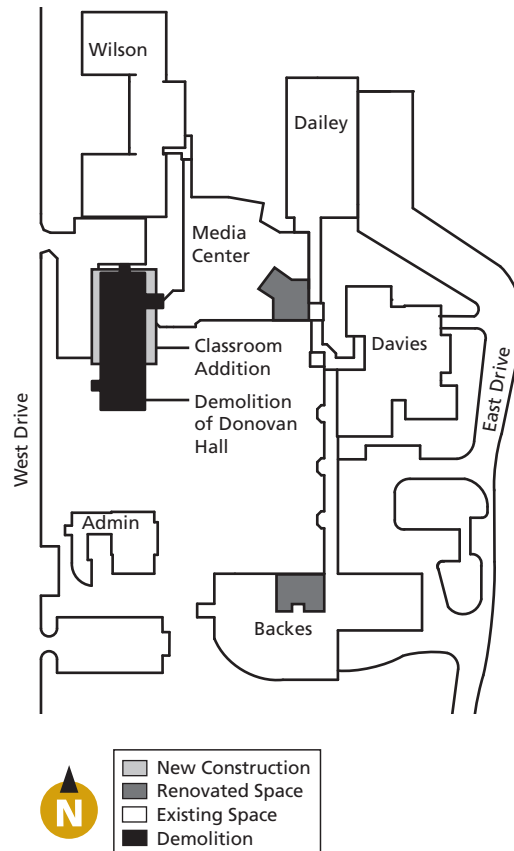 Wilson
Dailey
Media
Center
Davies
Classroom
Addition
Demolition
of Donovan
Hall
West Drive
East Drive
Admin
Backes
N
New Construction
Renovated Space
Existing Space
Demolition